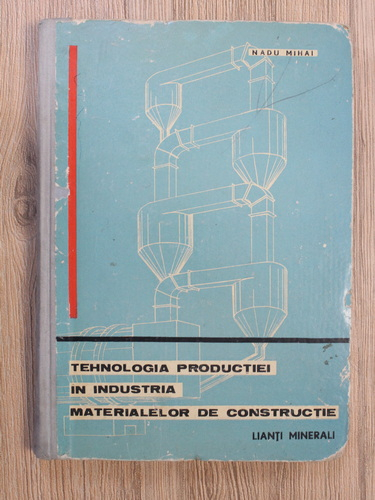 NADU MIHAI
TEHNOLOGIA PRODUCTIEI
IN INDUSTRIA
MATERIALELOR DE CONSTRUCTIE
LIANȚI MINERALI